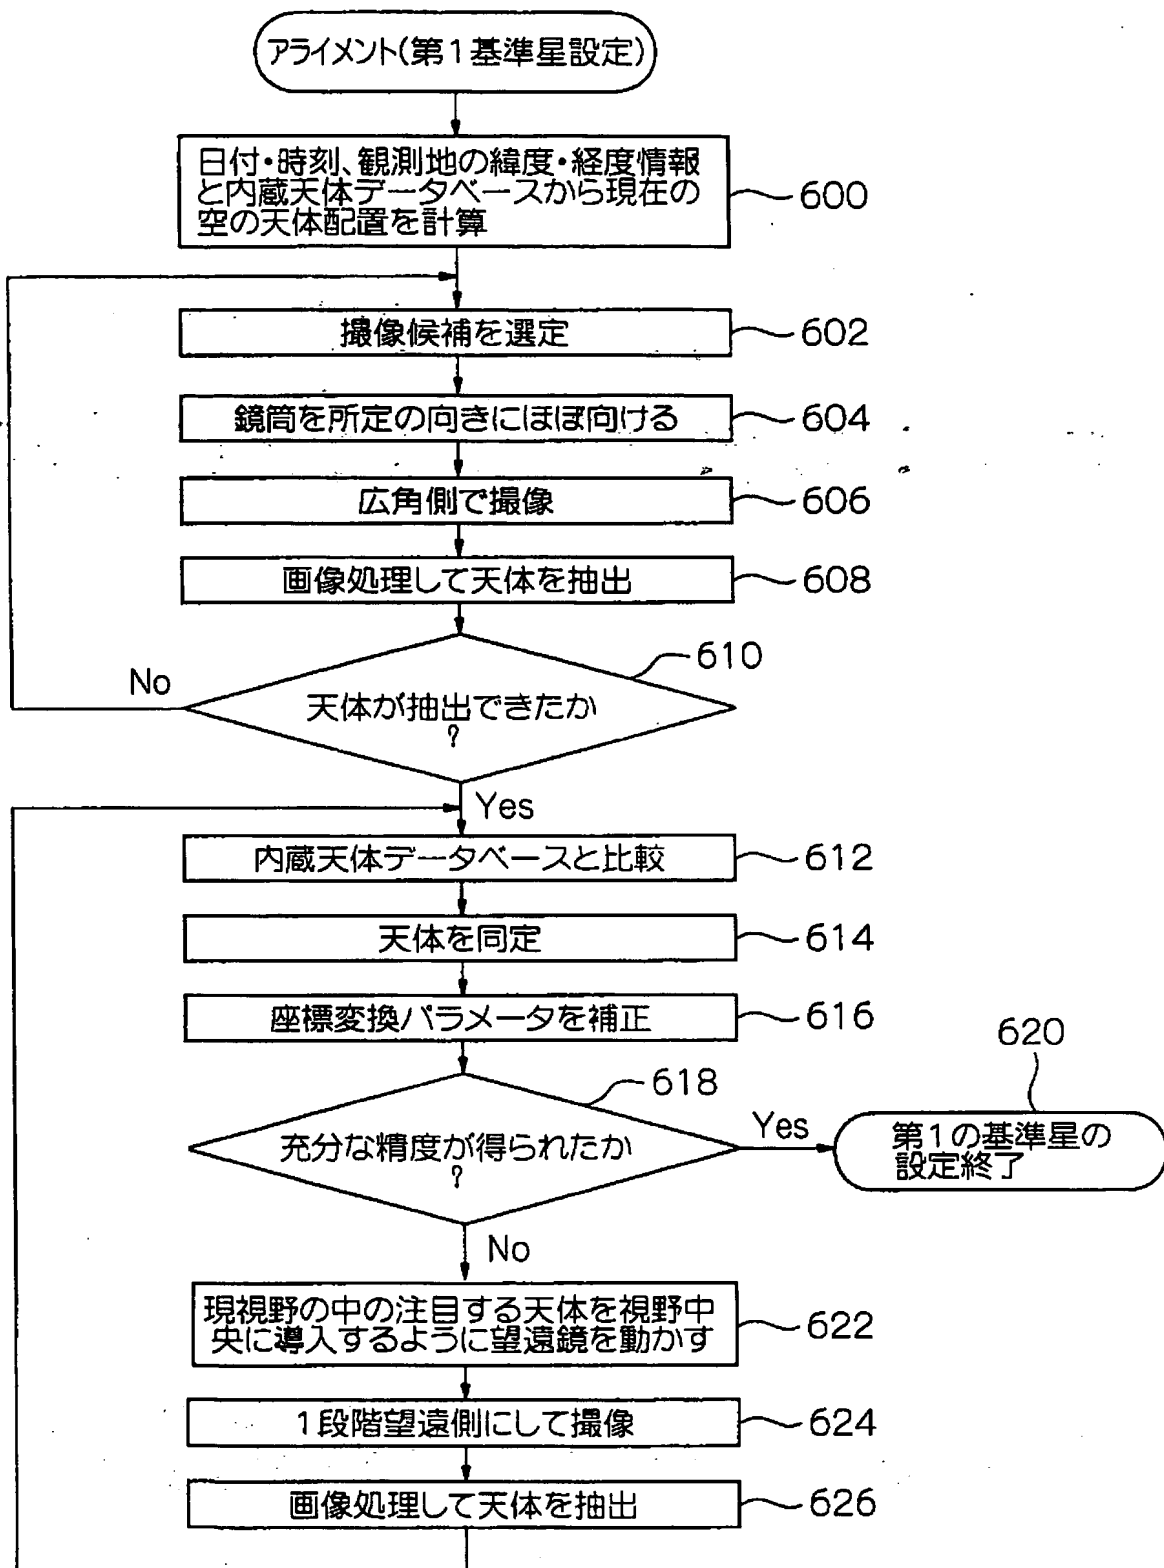 アライメント(第1基準星設定)
日付・時刻、観測地の緯度・経度情報
と内蔵天体データベースから現在の
空の天体配置を計算
600
撮像候補を選定
602
鏡筒を所定の向きにほぼ向ける
604
広角側で撮像
606
画像処理して天体を抽出
608
610
No
天体が抽出できたか
?
Yes
内蔵天体データベースと比較
612
天体を同定
614
座標変換パラメータを補正
616
620
618
充分な精度が得られたか
?
Yes
第1の基準星の
設定終了
No
現視野の中の注目する天体を視野中
央に導入するように望遠鏡を動かす
622
1段階望遠側にして撮像
624
画像処理して天体を抽出
626